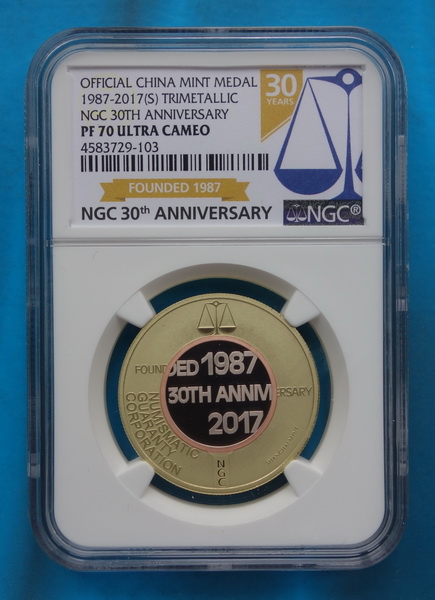 OFFICIAL CHINA MINT MEDAL
1987-2017(S) TRIMETALLIC
NGC 30TH ANNIVERSARY
PF 70 ULTRA CAMEO
4583729-103
30
YEARS
FOUNDED 1987
NGC 30th ANNIVERSARY
NGC®
FOUNDED 1987
30TH ANNIVERSARY
2017
NUMISMATIC
GUARANTY
CORPORATION
NGC